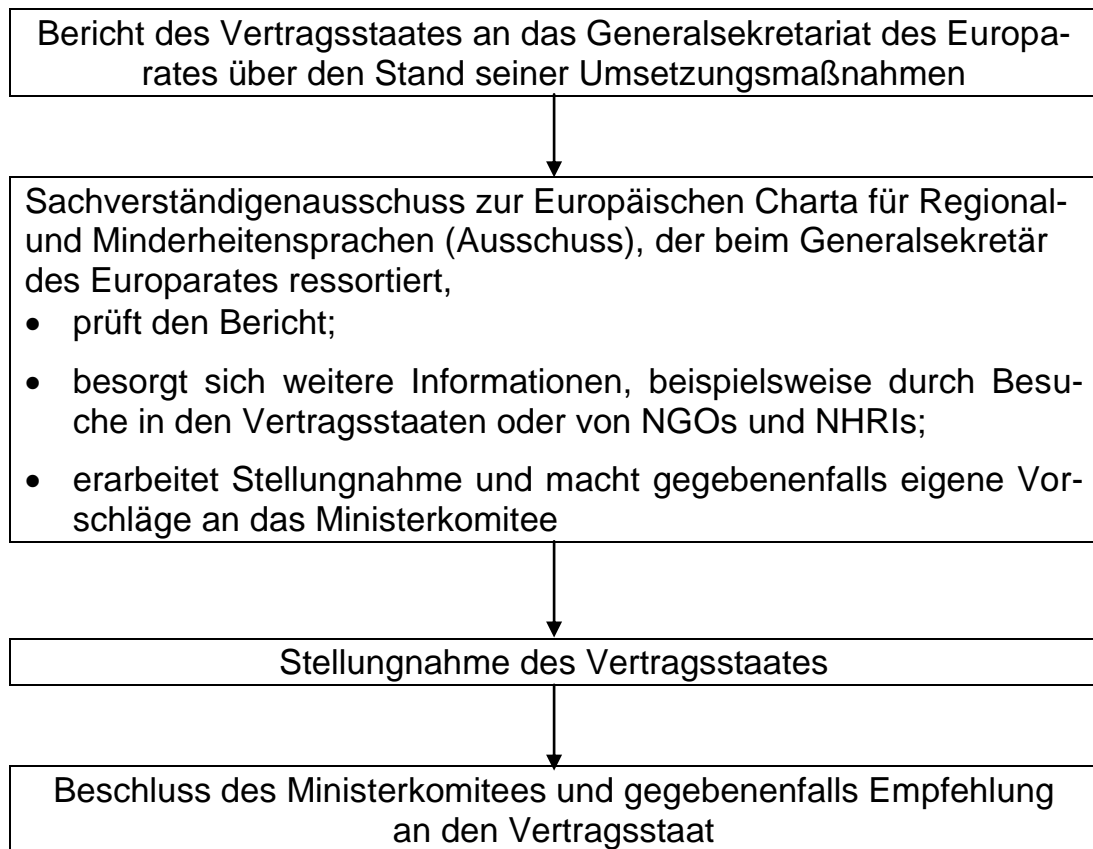 Bericht des Vertragsstaates an das Generalsekretariat des Europa-
rates über den Stand seiner Umsetzungsmaßnahmen
Sachverständigenausschuss zur Europäischen Charta für Regional-
und Minderheitensprachen (Ausschuss), der beim Generalsekretär
des Europarates ressortiert,
• prüft den Bericht;
• besorgt sich weitere Informationen, beispielsweise durch Besu-
che in den Vertragsstaaten oder von NGOs und NHRIs;
• erarbeitet Stellungnahme und macht gegebenenfalls eigene Vor-
schläge an das Ministerkomitee
Stellungnahme des Vertragsstaates
Beschluss des Ministerkomitees und gegebenenfalls Empfehlung
an den Vertragsstaat